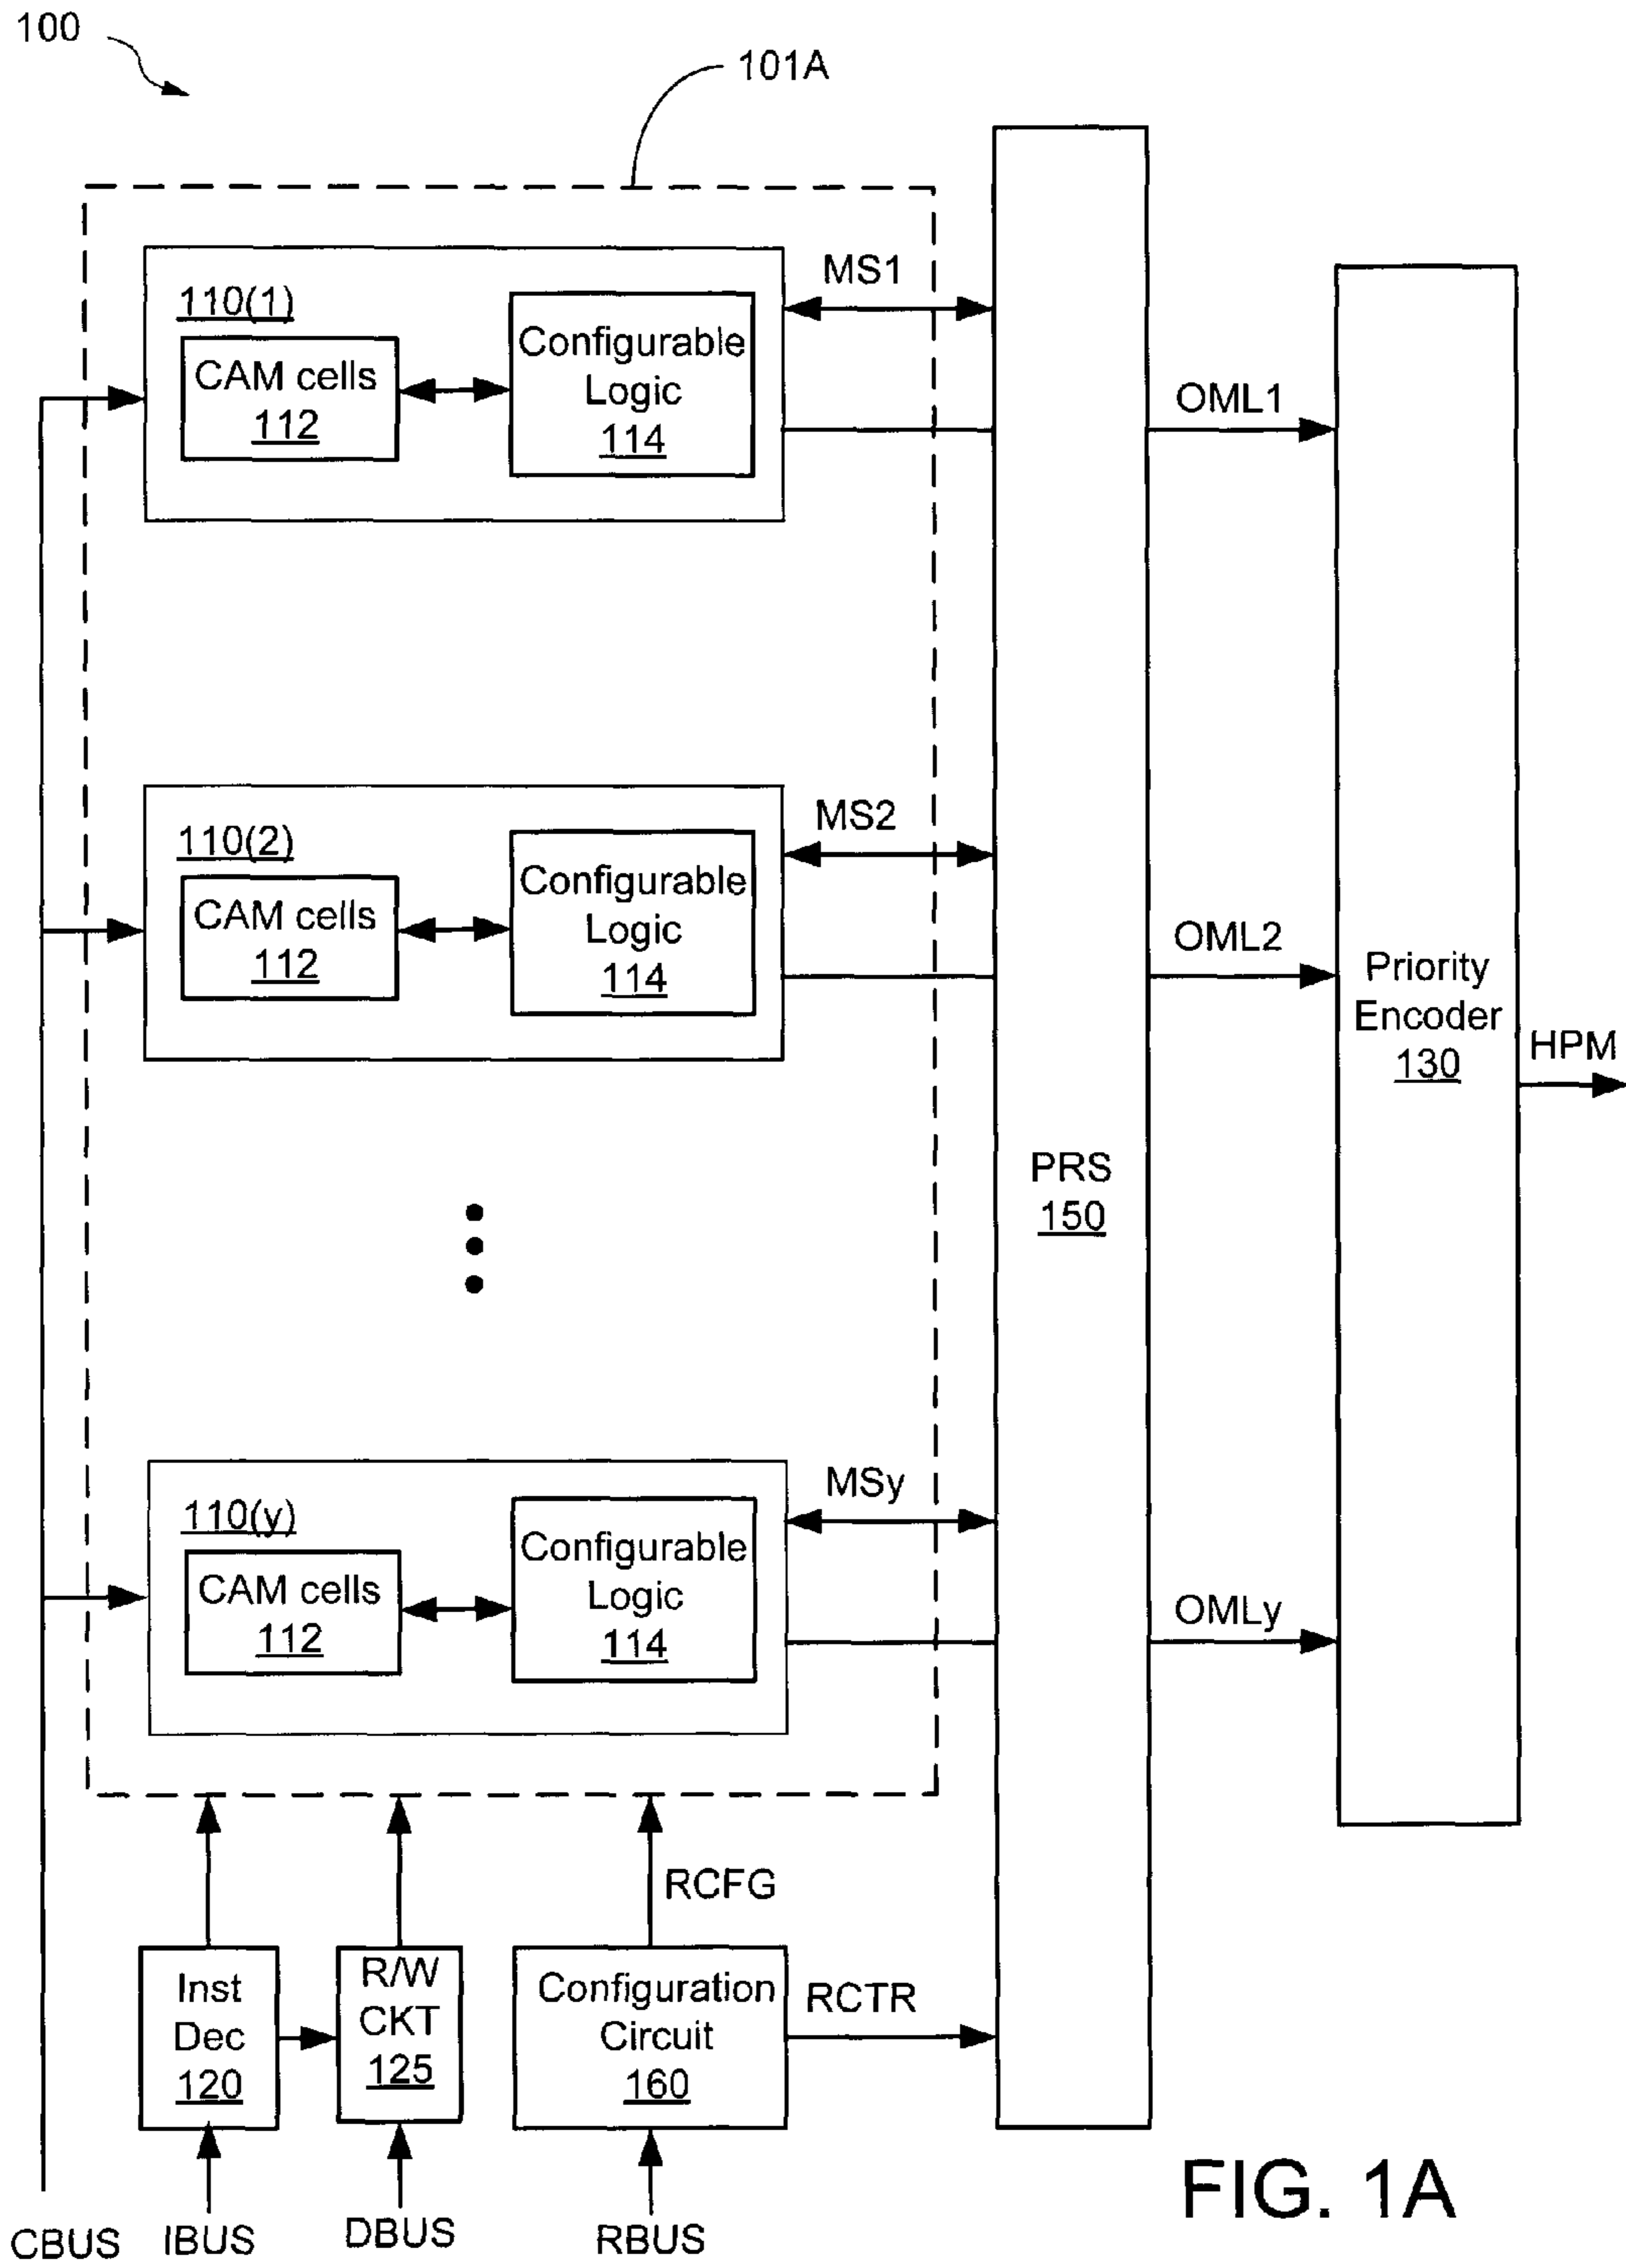 100
101A
110(1)
CAM cells
112
Configurable
Logic
114
MS1
OML1
110(2)
CAM cells
112
Configurable
Logic
114
MS2
OML2
Priority
Encoder
130
HPM
PRS
150
110(y)
CAM cells
112
Configurable
Logic
114
MSy
OMLy
RCFG
Inst
Dec
120
R/W
CKT
125
Configuration
Circuit
160
RCTR
CBUS
IBUS
DBUS
RBUS
FIG. 1A